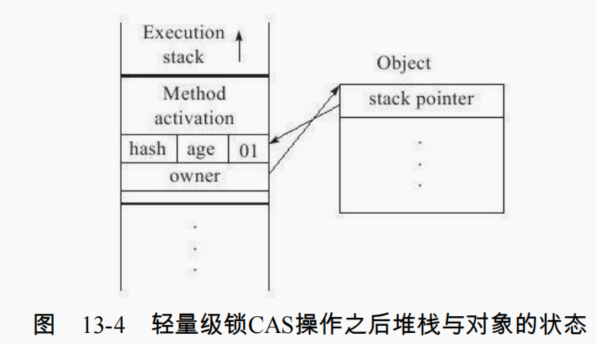 Execution
stack
Object
Method
activation
stack pointer
hash age 01
owner
图 13-4 轻量级锁CAS操作之后堆栈与对象的状态